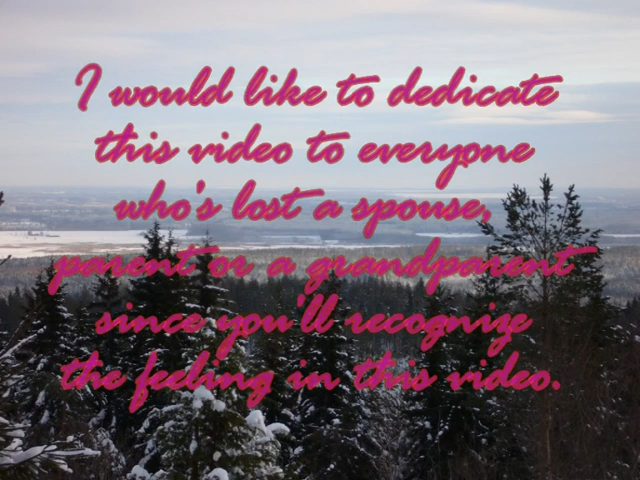 I would like to dedicate
this video to everyone
who's lost a spouse,
parent or a grandparent
since you'll recognize
the feeling in this video.